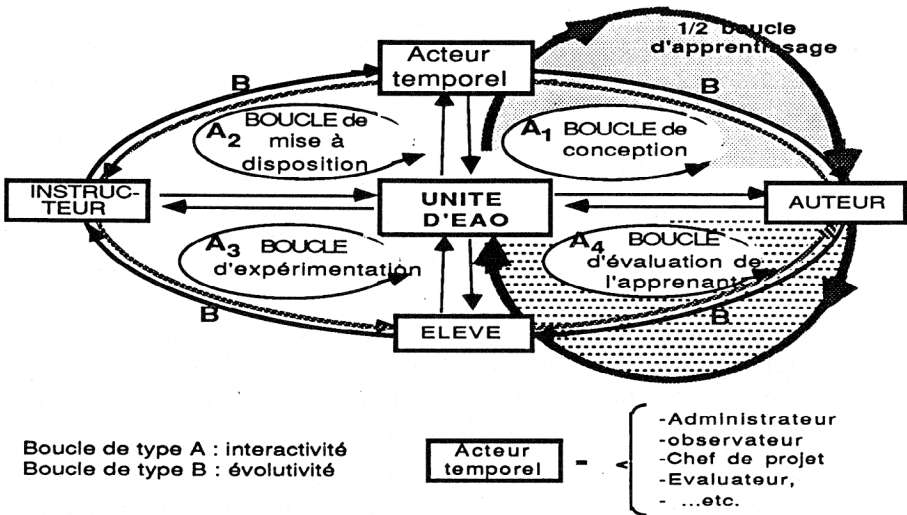 1/2 boucle
d'apprentissage
Acteur
temporel
B
B
A2 BOUCLE de
mise à
disposition
A1 BOUCLE de
conception
INSTRUC-
TEUR
UNITE
D'EAO
AUTEUR
A3 BOUCLE
d'expérimentation
A4 BOUCLE
d'évaluation de
l'apprenant
B
B
ELEVE
Boucle de type A : interactivité
Boucle de type B : évolutivité
Acteur
temporel
-Administrateur
-observateur
-Chef de projet
-Evaluateur,
- ...etc.